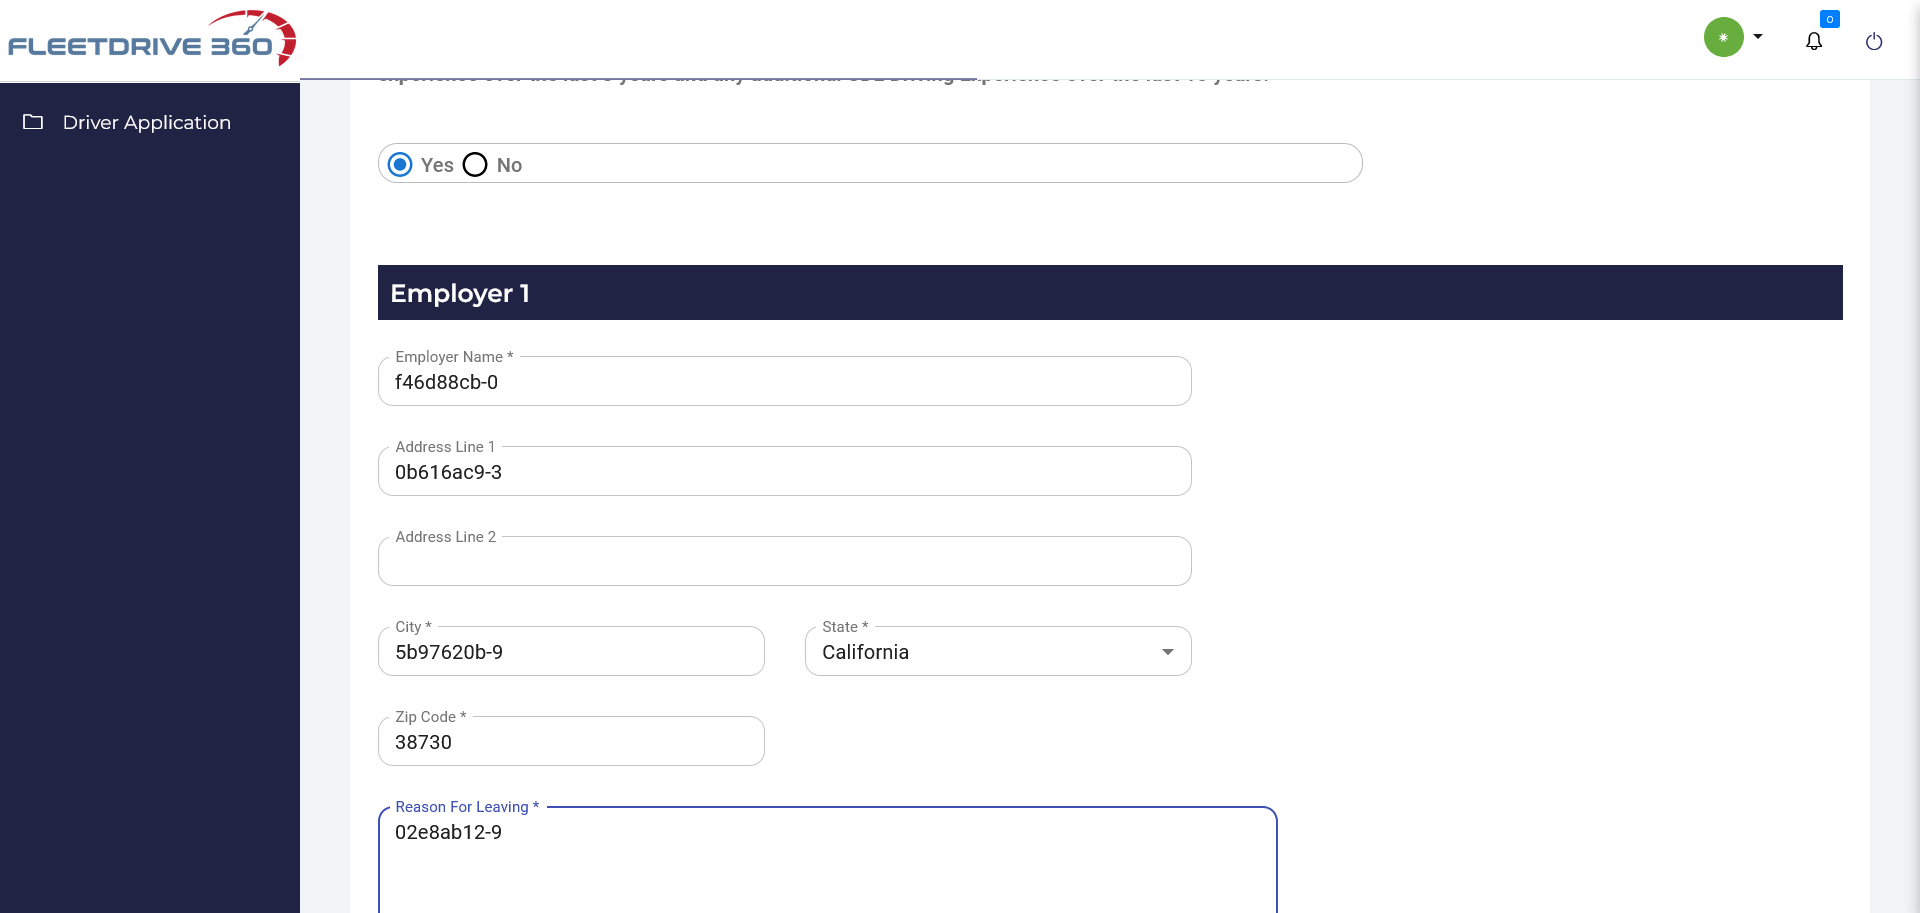 FLEETDRIVE 360
0
Driver Application
Yes No
Employer 1
Employer Name *
f46d88cb-0
Address Line 1
0b616ac9-3
Address Line 2
City *
5b97620b-9
State *
California
Zip Code *
38730
Reason For Leaving *
02e8ab12-9